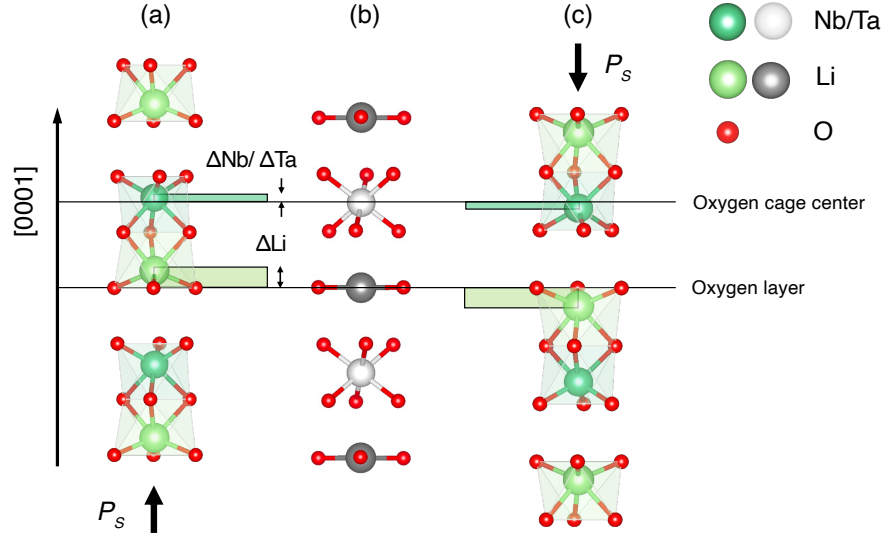 (a)
(b)
(c)
Nb/Ta
Li
O
P_S
[0001]
ΔNb/ ΔTa
ΔLi
Oxygen cage center
Oxygen layer
P_S